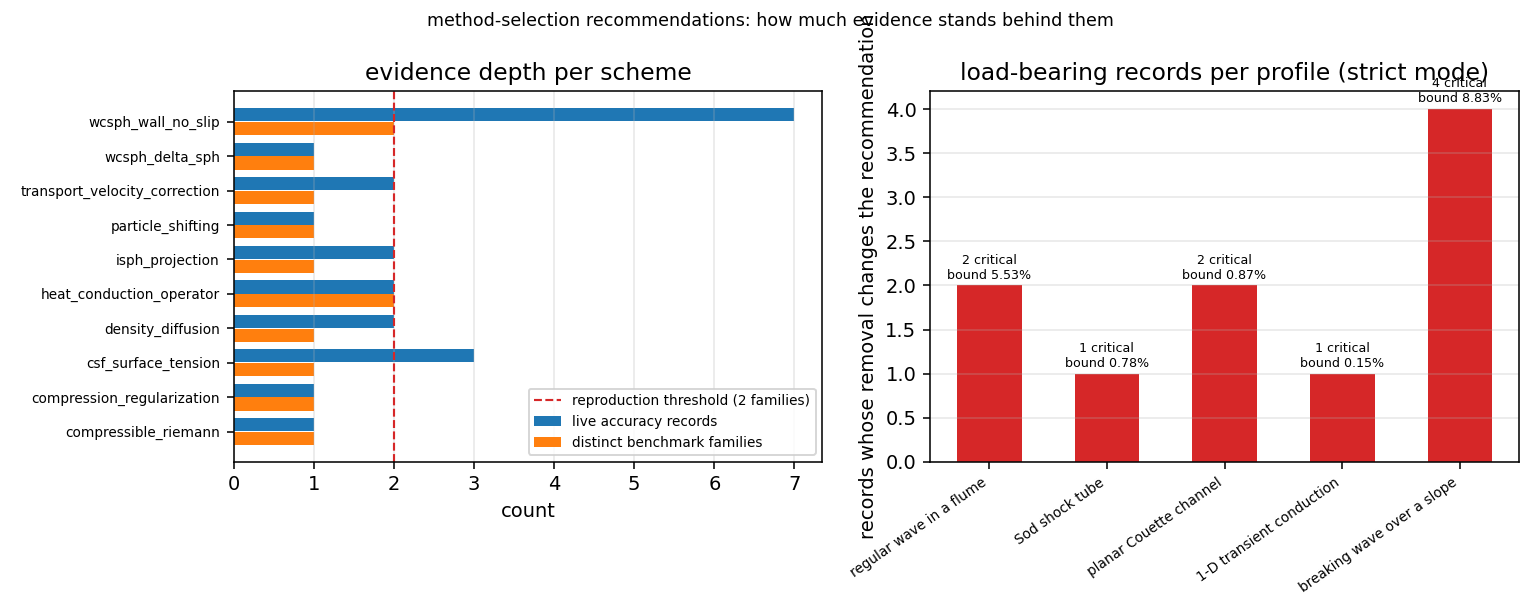 method-selection recommendations: how much evidence stands behind them
evidence depth per scheme
wcsph_wall_no_slip
wcsph_delta_sph
transport_velocity_correction
particle_shifting
isph_projection
heat_conduction_operator
density_diffusion
csf_surface_tension
compression_regularization
compressible_riemann
reproduction threshold (2 families)
live accuracy records
distinct benchmark families
0 1 2 3 4 5 6 7
count
load-bearing records per profile (strict mode)
records whose removal changes the recommendation
4.0
3.5
3.0
2.5
2.0
1.5
1.0
0.5
0.0
2 critical
bound 5.53%
1 critical
bound 0.78%
2 critical
bound 0.87%
1 critical
bound 0.15%
4 critical
bound 8.83%
regular wave in a flume
Sod shock tube
planar Couette channel
1-D transient conduction
breaking wave over a slope